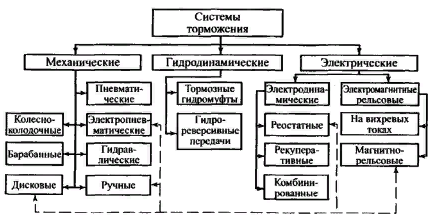 Системы
торможения
Механические
Гидродинамические
Электрические
Пневмати-
ческие
Колесно-
колодочные
Электропнев-
матические
Барабанные
Гидрав-
лические
Дисковые
Ручные
Тормозные
гидромуфты
Гидро-
реверсивные
передачи
Электродина-
мические
Реостатные
Рекупера-
тивные
Комбини-
рованные
Электромагнитные
рельсовые
На вихревых
токах
Магнитно-
рельсовые